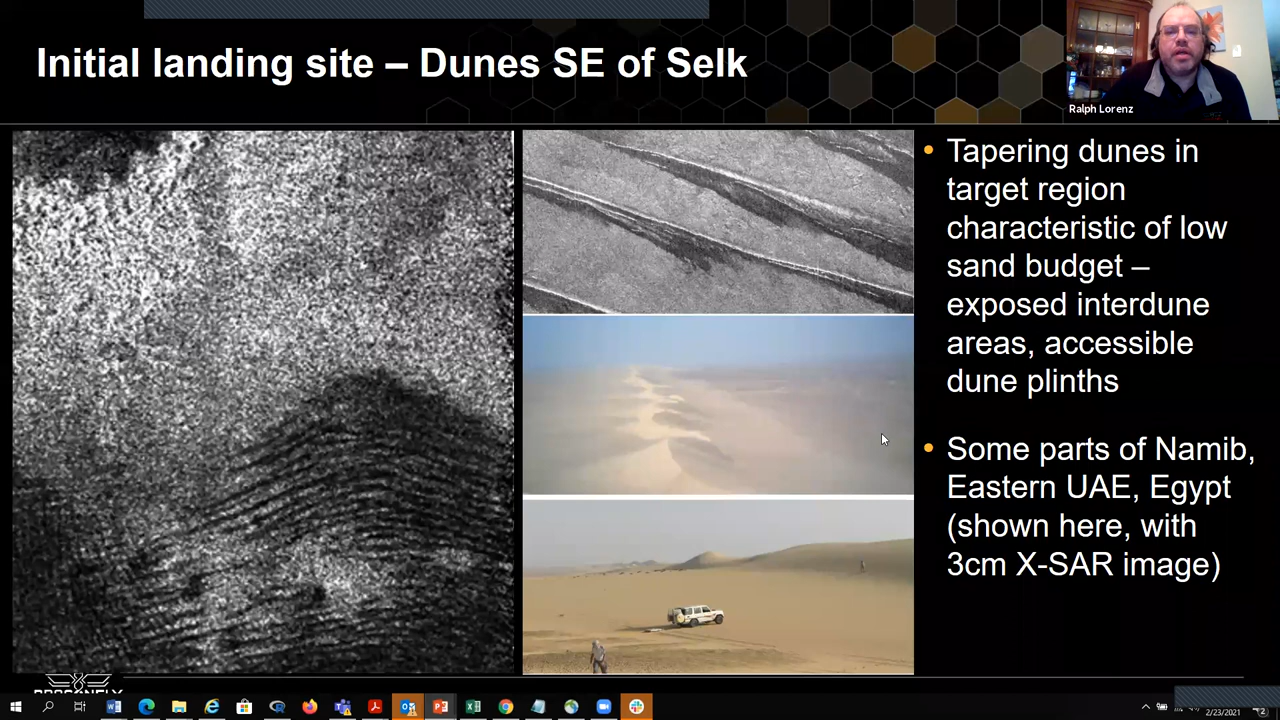 Initial landing site – Dunes SE of Selk
Ralph Lorenz
• Tapering dunes in
target region
characteristic of low
sand budget –
exposed interdune
areas, accessible
dune plinths
• Some parts of Namib,
Eastern UAE, Egypt
(shown here, with
3cm X-SAR image)
DRAGONFLY
2/23/2021